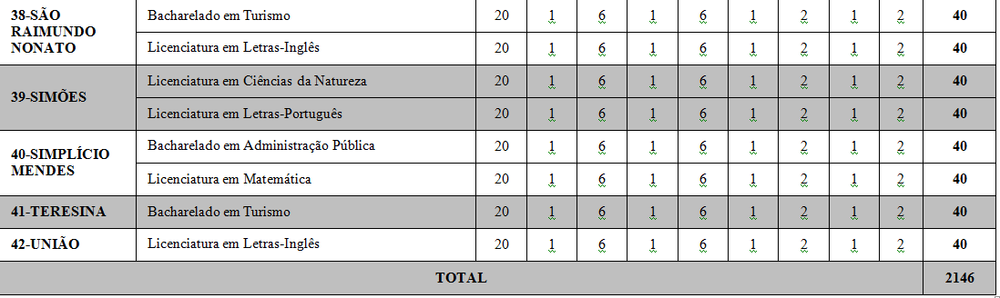 38-SÃO RAIMUNDO NONATO
Bacharelado em Turismo 20 1 6 1 6 1 2 1 2 40
Licenciatura em Letras-Inglês 20 1 6 1 6 1 2 1 2 40
39-SIMÕES
Licenciatura em Ciências da Natureza 20 1 6 1 6 1 2 1 2 40
Licenciatura em Letras-Português 20 1 6 1 6 1 2 1 2 40
40-SIMPLÍCIO MENDES
Bacharelado em Administração Pública 20 1 6 1 6 1 2 1 2 40
Licenciatura em Matemática 20 1 6 1 6 1 2 1 2 40
41-TERESINA Bacharelado em Turismo 20 1 6 1 6 1 2 1 2 40
42-UNIÃO Licenciatura em Letras-Inglês 20 1 6 1 6 1 2 1 2 40
TOTAL 2146